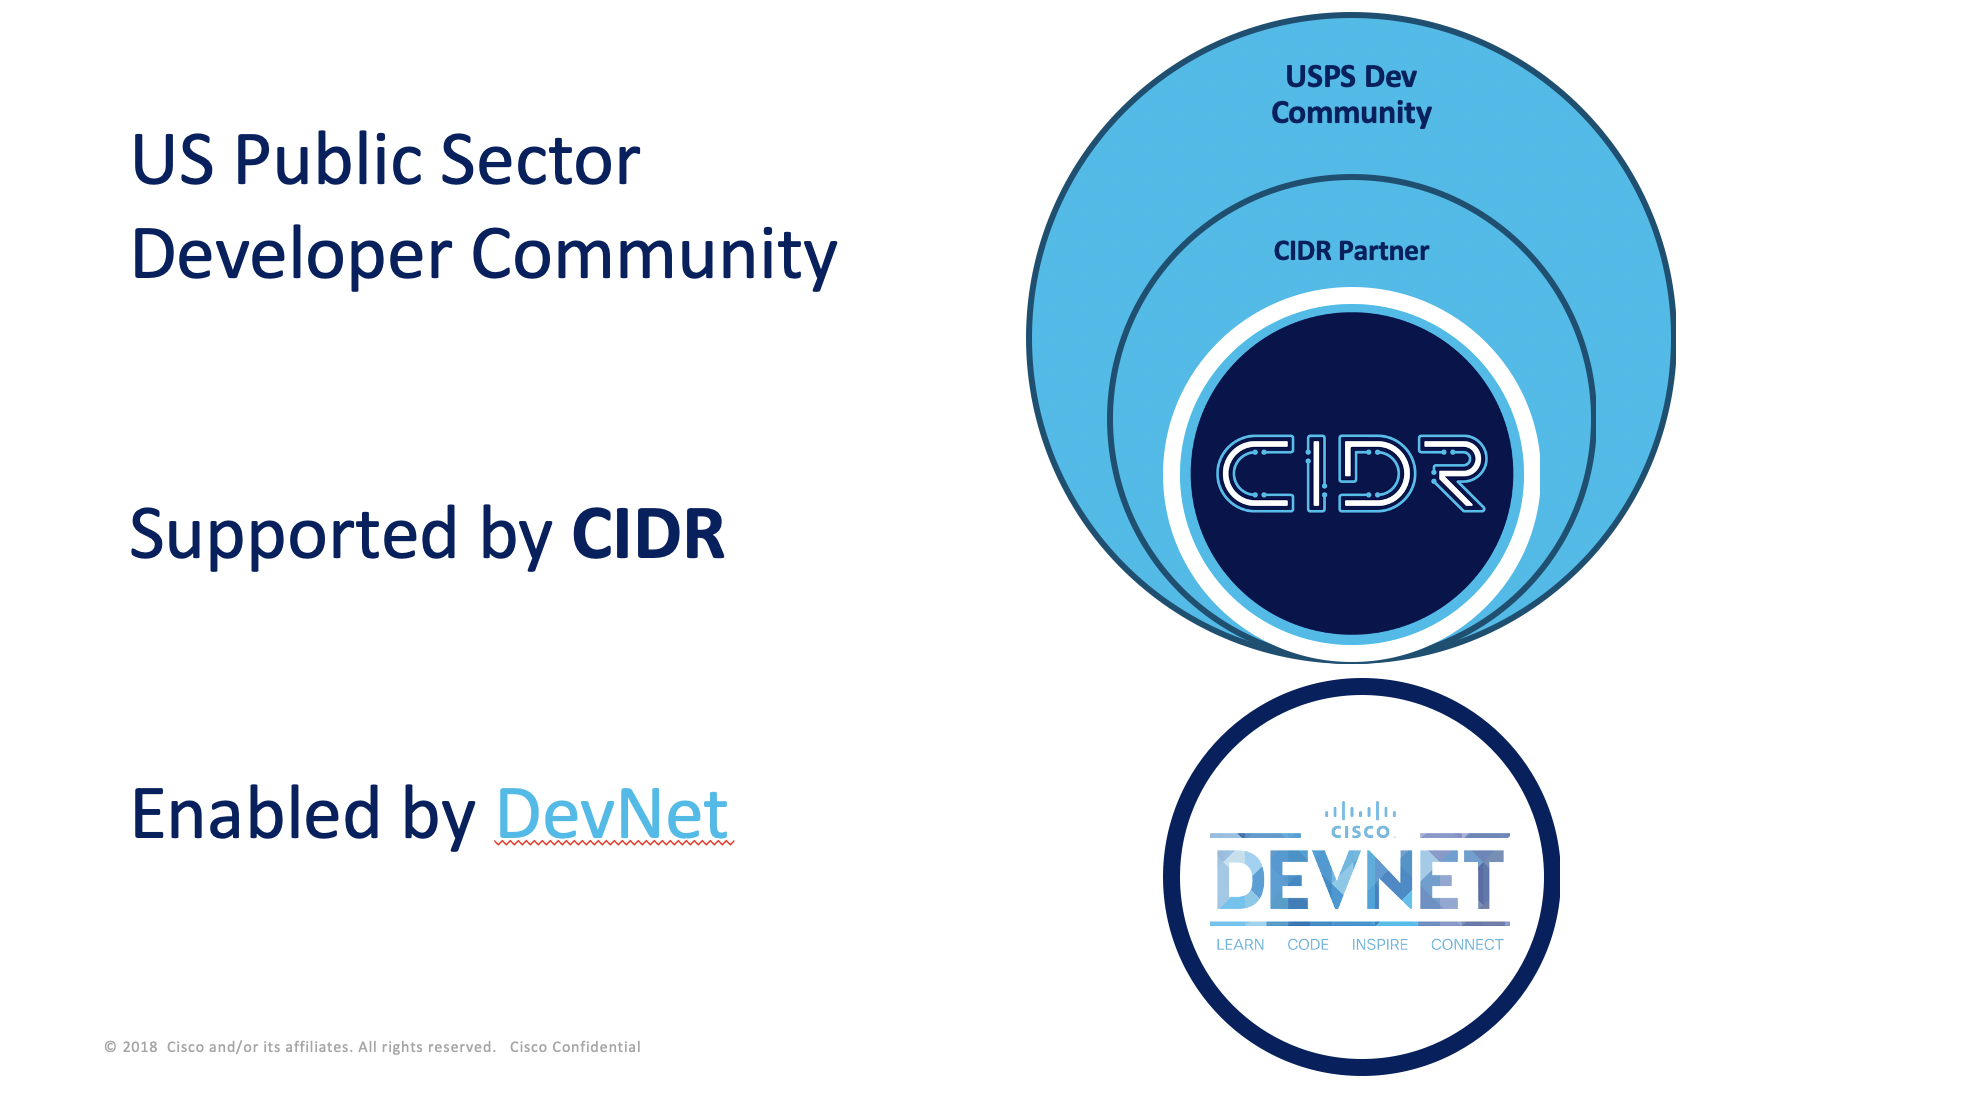 US Public Sector
Developer Community
Supported by CIDR
Enabled by DevNet
USPS Dev
Community
CIDR Partner
CIDR
CISCO
DEVNET
LEARN CODE INSPIRE CONNECT
© 2018 Cisco and/or its affiliates. All rights reserved. Cisco Confidential